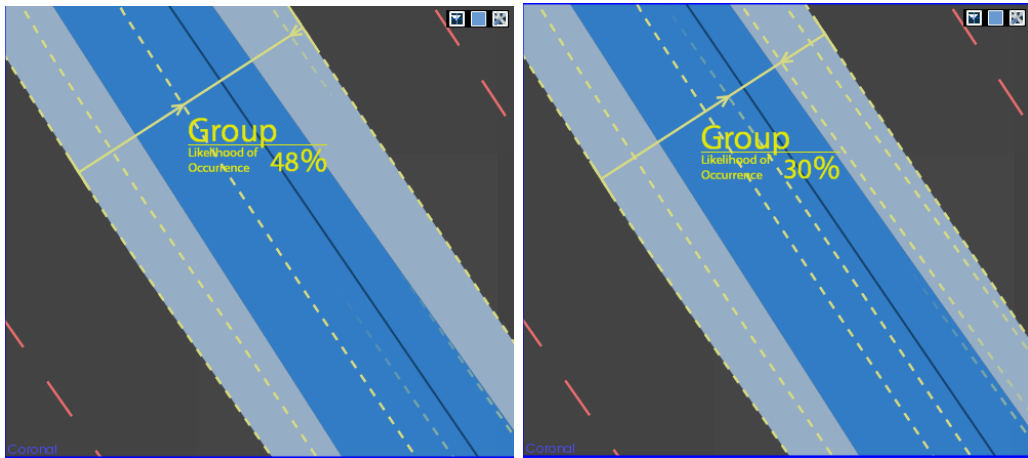 Group
Likelihood of
Occurrence 48%
Coronal
Group
Likelihood of
Occurrence 30%
Coronal